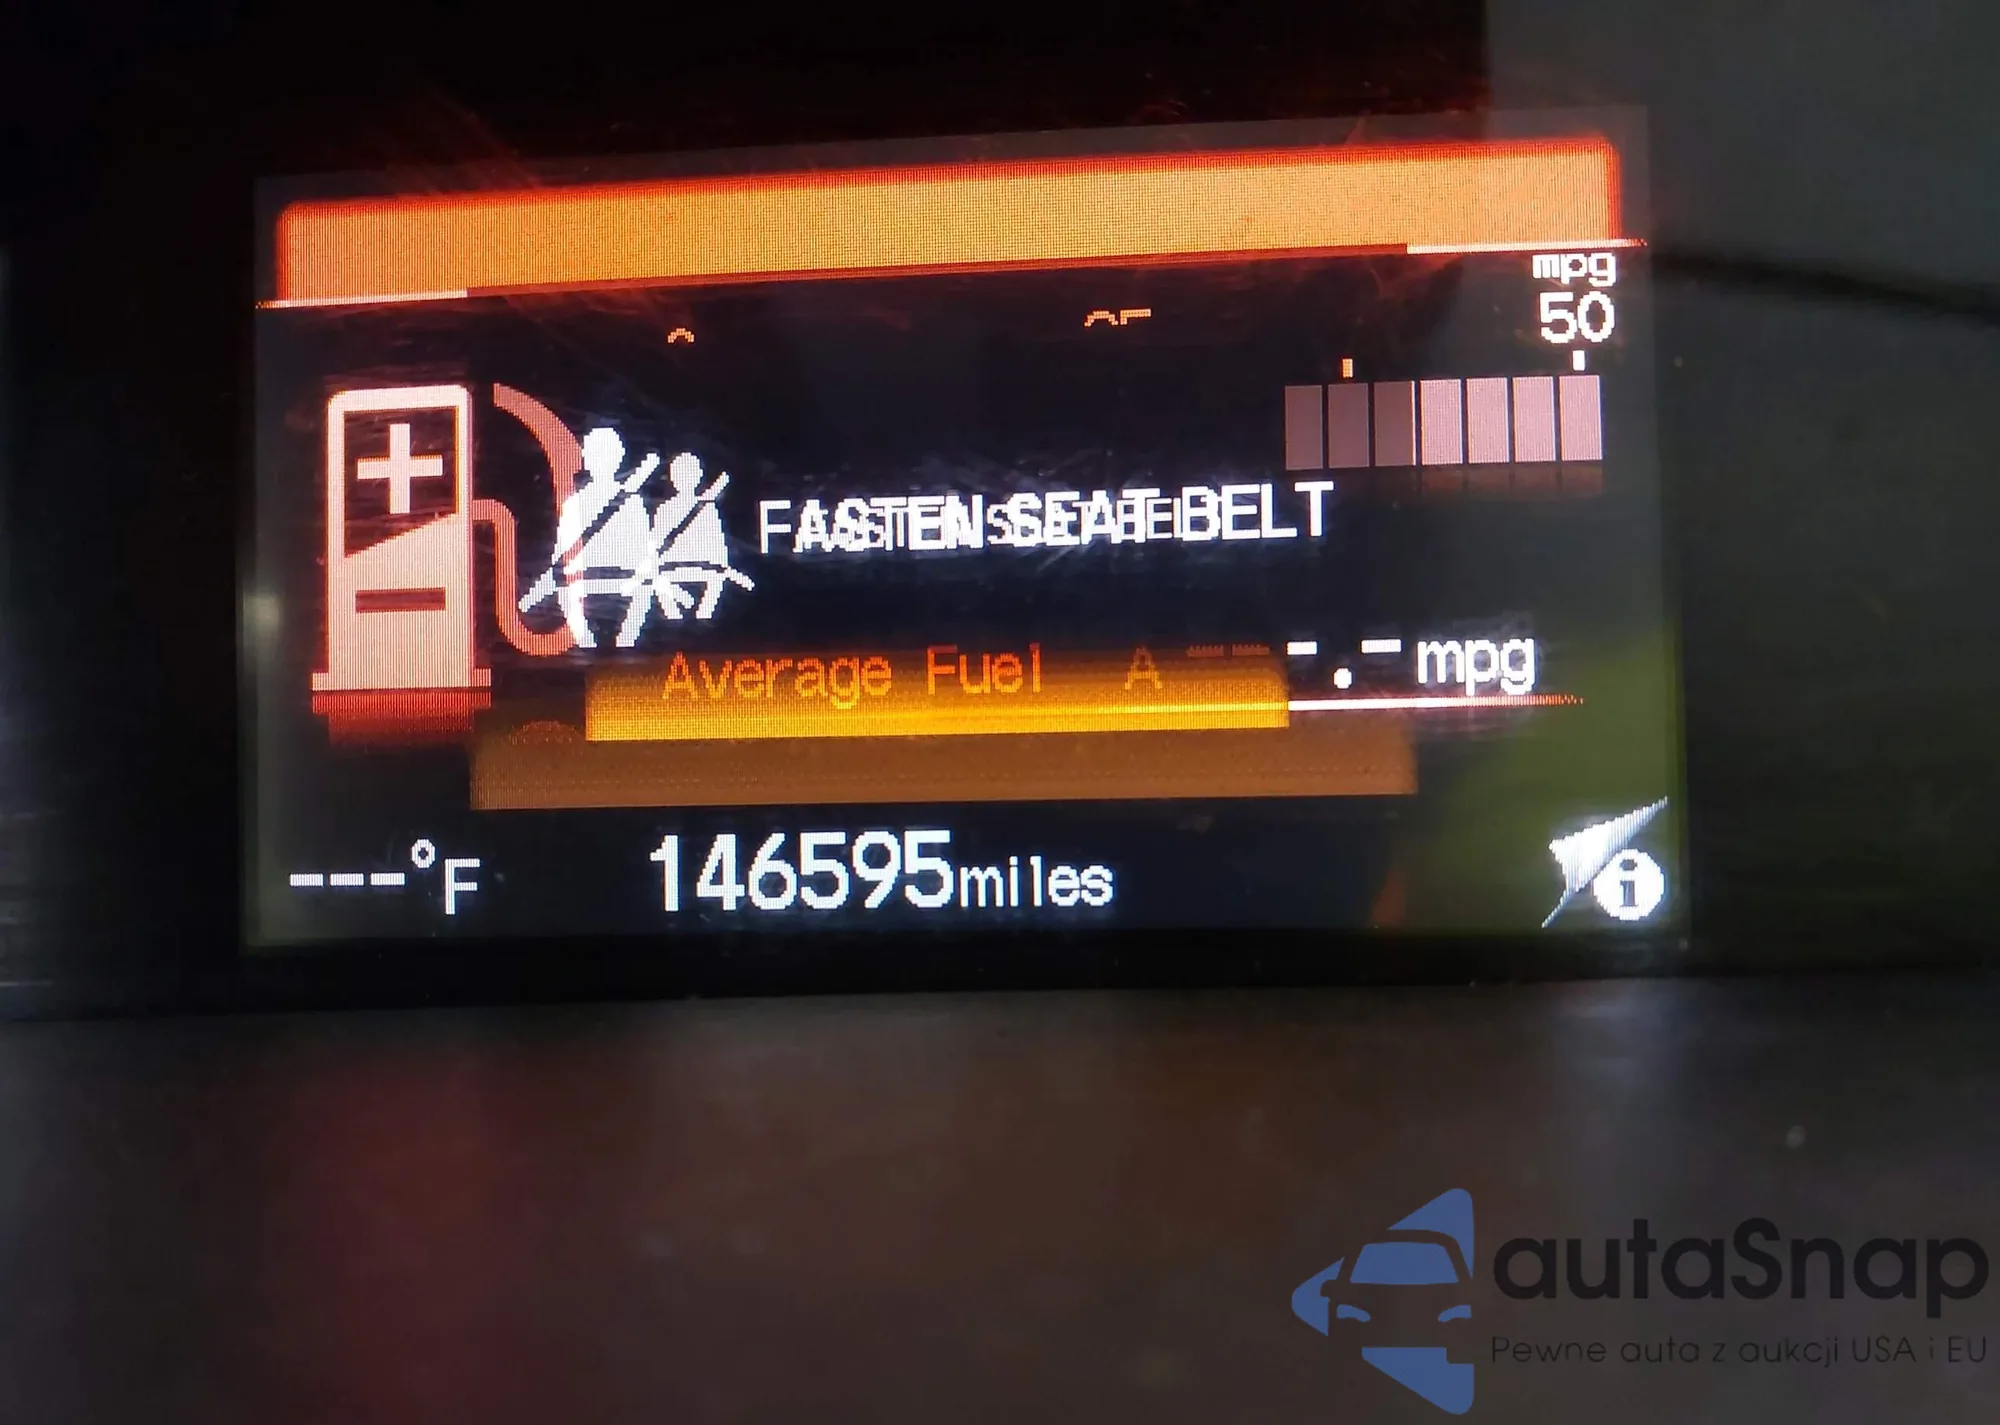 mpg
50
FASTEN SEAT BELT
Average Fuel A
-.- mpg
---°F
146595miles
i
autaSnap
Pewne auta z aukcji USA i EU